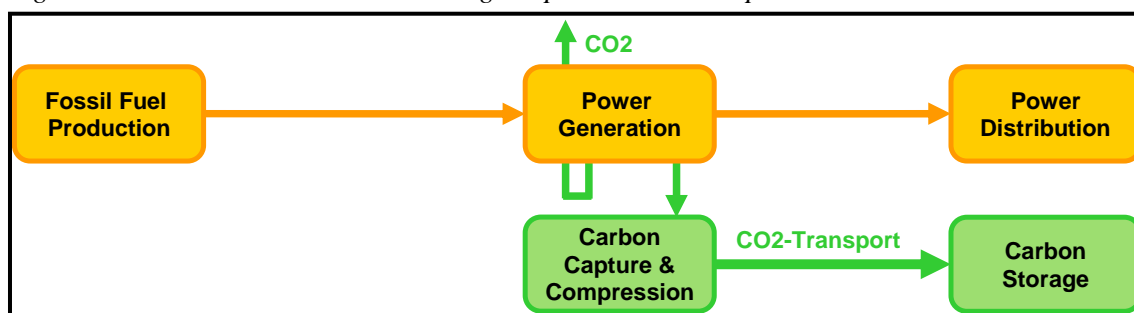 CO2
Fossil Fuel
Production
Power
Generation
Power
Distribution
Carbon
Capture &
Compression
CO2-Transport
Carbon
Storage